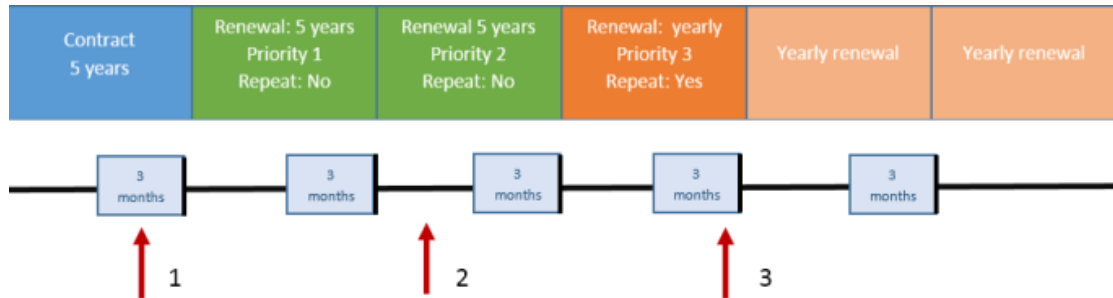 Contract
5 years
Renewal: 5 years
Priority 1
Repeat: No
Renewal 5 years
Priority 2
Repeat: No
Renewal:  yearly
Priority 3
Repeat: Yes
Yearly renewal
Yearly renewal
3
months
3
months
3
months
3
months
3
months
1
2
3